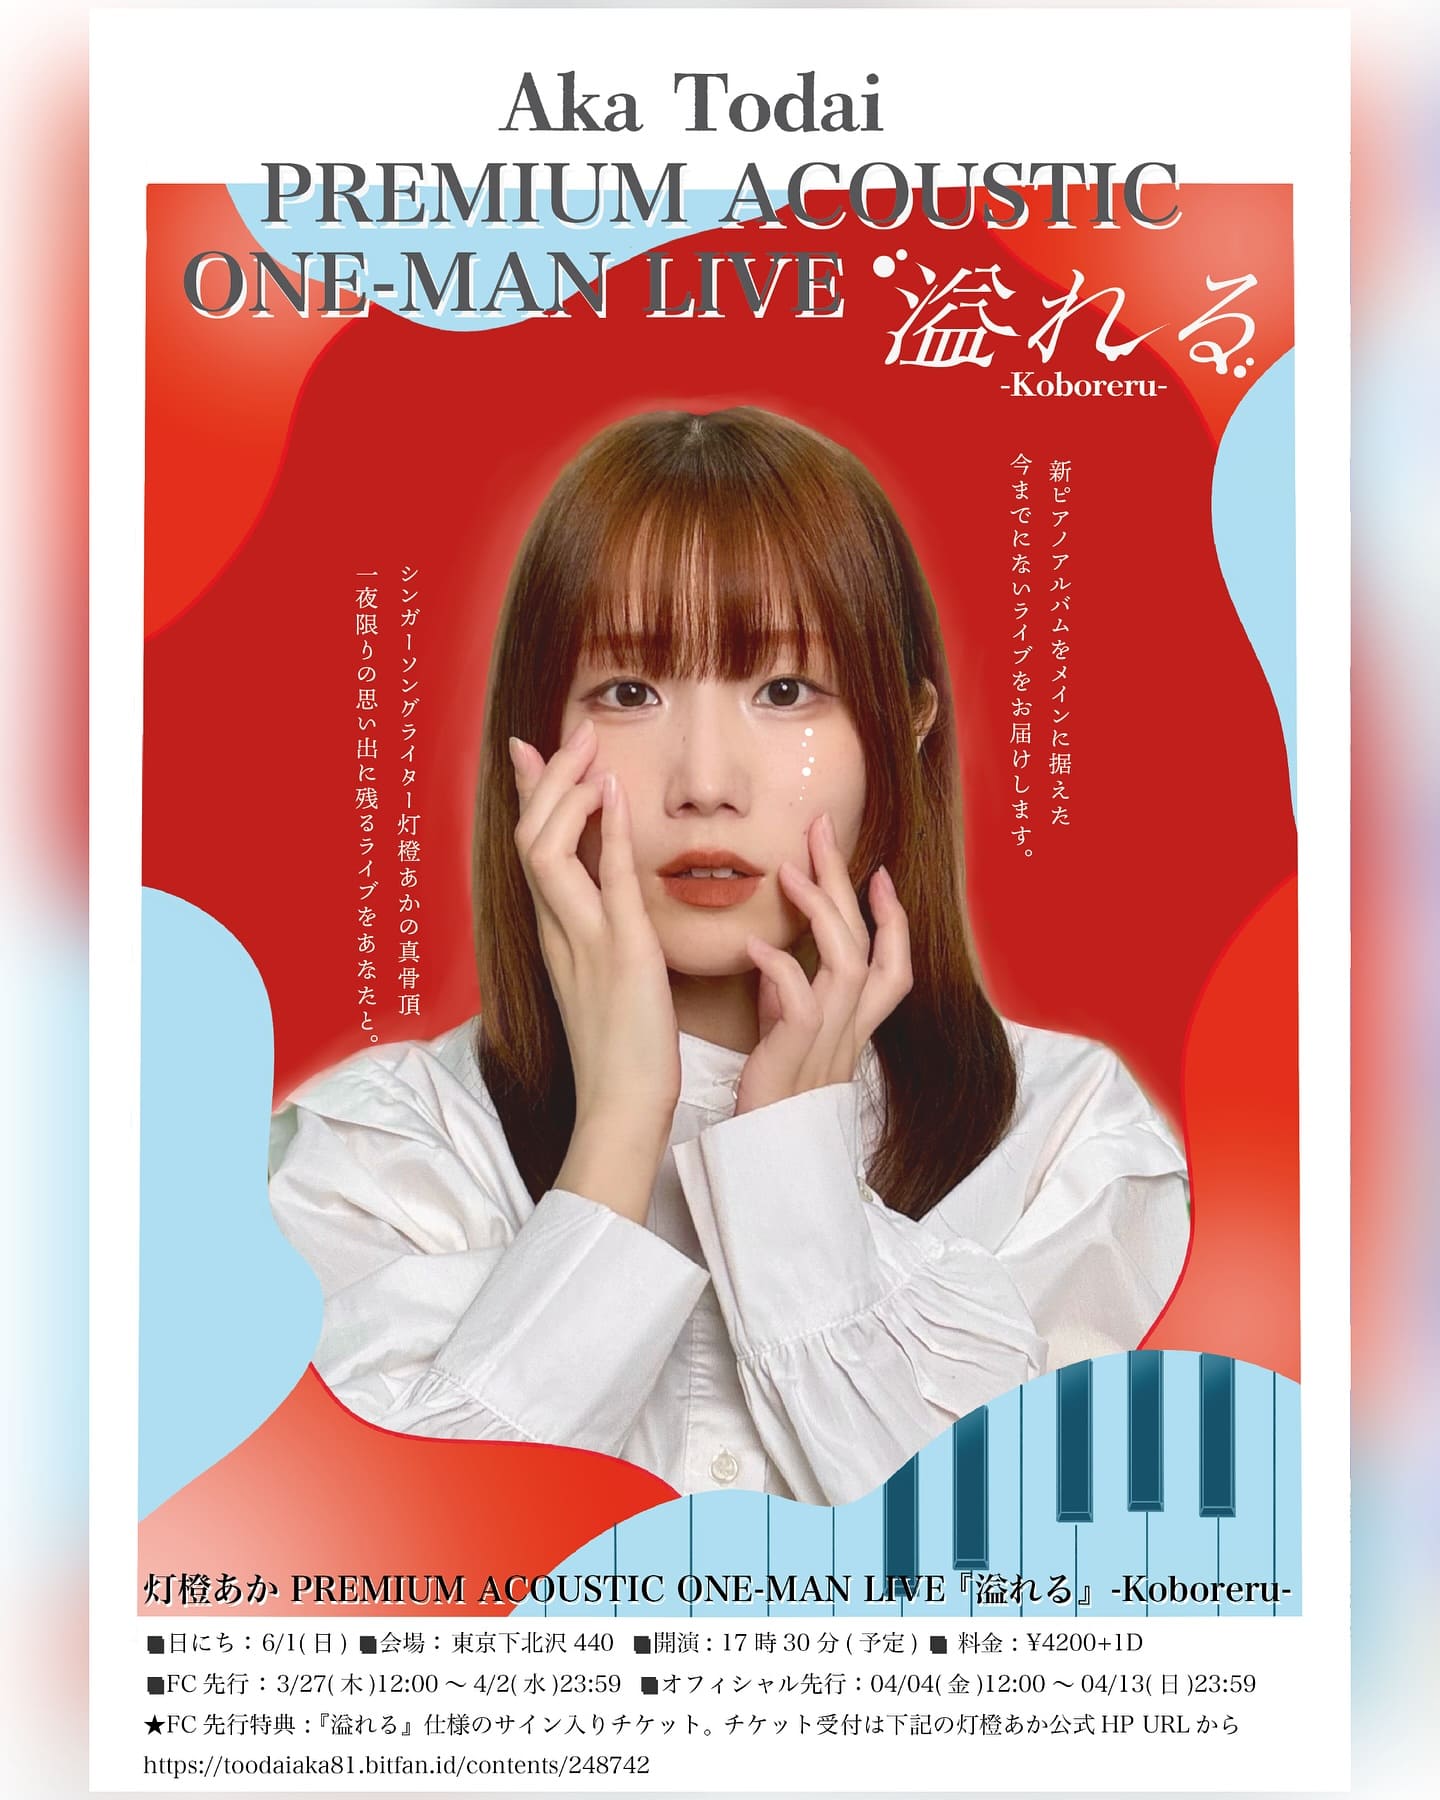 Aka Todai
PREMIUM ACOUSTIC
ONE-MAN LIVE 溢れる
-Koboreru-
新ピアノアルバムをメインに据えた
今までにないライブをお届けします。
シンガーソングライター灯橙あかの真骨頂
一夜限りの思い出に残るライブをあなたと。
灯橙あか PREMIUM ACOUSTIC ONE-MAN LIVE『溢れる』-Koboreru-
■日にち：6/1(日) ■会場：東京下北沢440 ■開演：17時30分(予定) ■ 料金：¥4200+1D
■FC先行：3/27(木)12:00～4/2(水)23:59 ■オフィシャル先行：04/04(金)12:00～04/13(日)23:59
★FC先行特典：『溢れる』仕様のサイン入りチケット。チケット受付は下記の灯橙あか公式HP URLから
https://toodaiaka81.bitfan.id/contents/248742